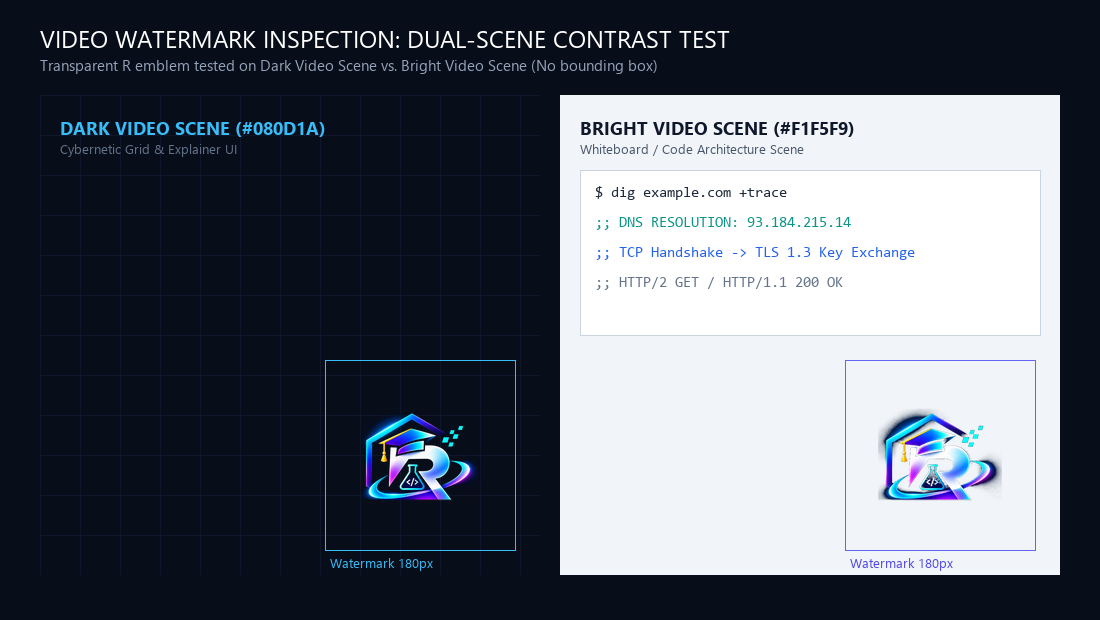 VIDEO WATERMARK INSPECTION: DUAL-SCENE CONTRAST TEST
Transparent R emblem tested on Dark Video Scene vs. Bright Video Scene (No bounding box)
DARK VIDEO SCENE (#080D1A)
Cybernetic Grid & Explainer UI
R
</>
Watermark 180px
BRIGHT VIDEO SCENE (#F1F5F9)
Whiteboard / Code Architecture Scene
$ dig example.com +trace
;; DNS RESOLUTION: 93.184.215.14
;; TCP Handshake -> TLS 1.3 Key Exchange
;; HTTP/2 GET / HTTP/1.1 200 OK
R
</>
Watermark 180px